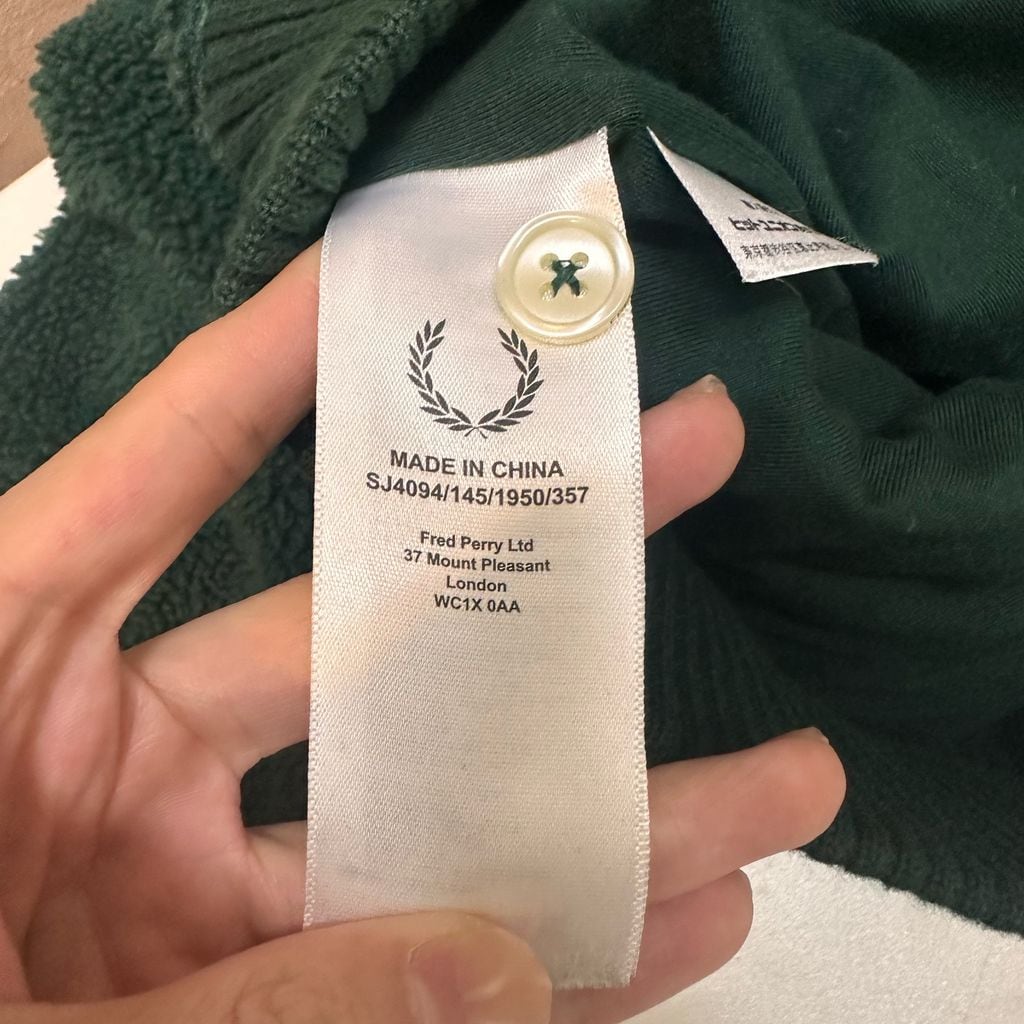 MADE IN CHINA
SJ4094/145/1950/357
Fred Perry Ltd
37 Mount Pleasant
London
WC1X 0AA